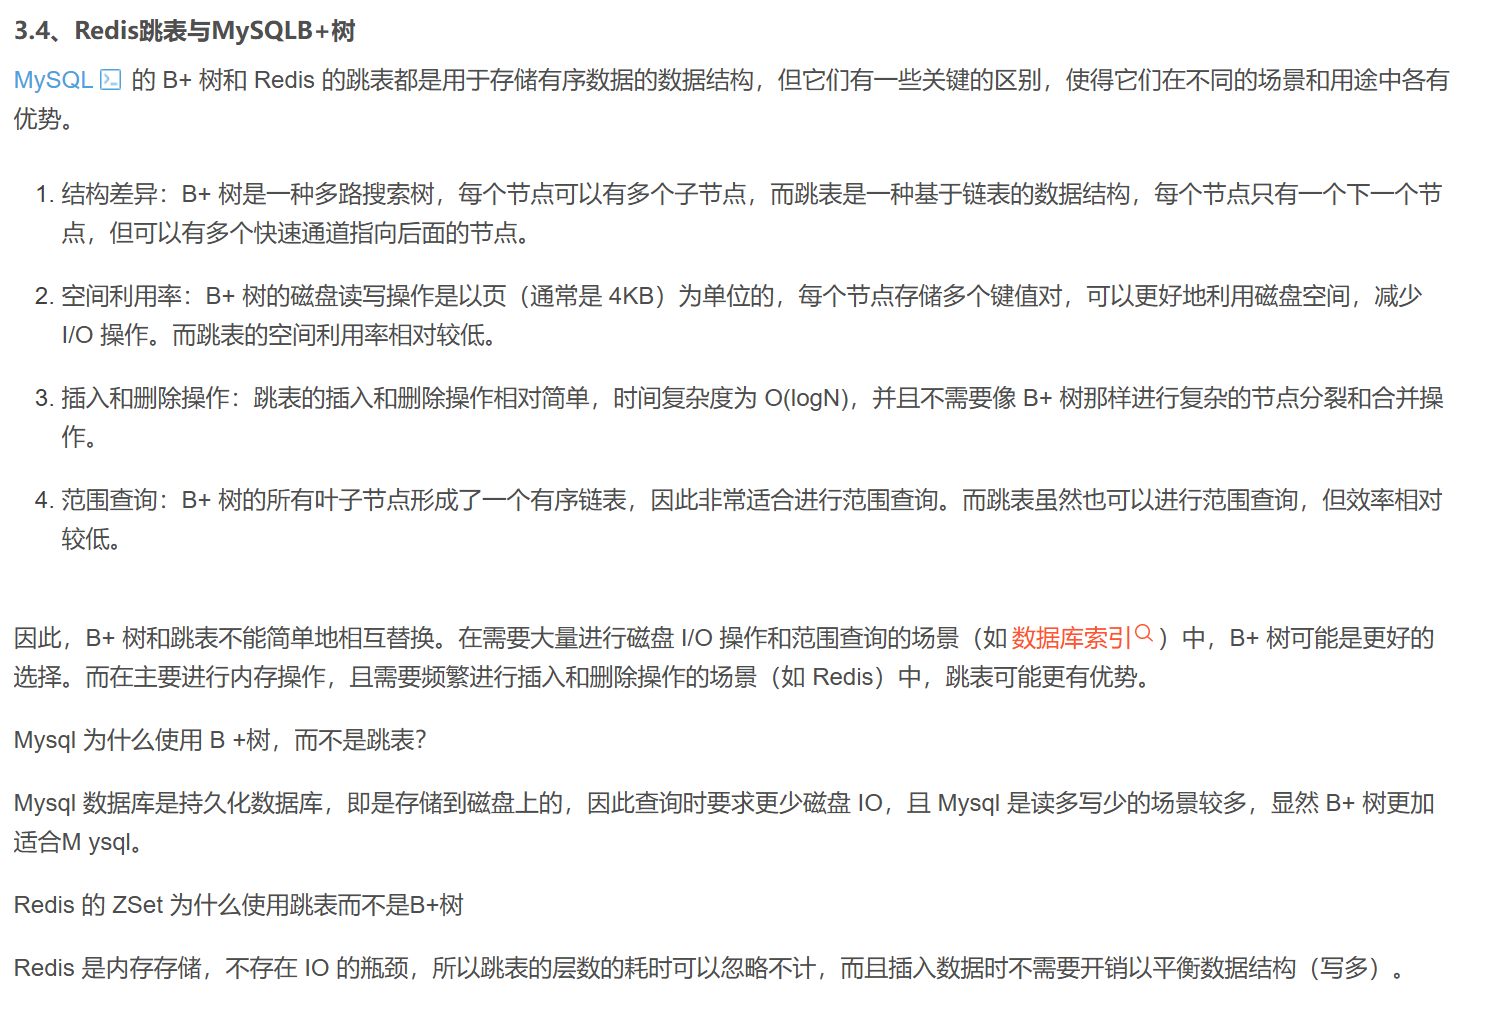 3.4、Redis跳表与MySQLB+树
MySQL 的 B+ 树和 Redis 的跳表都是用于存储有序数据的数据结构，但它们有一些关键的区别，使得它们在不同的场景和用途中各有
优势。
1. 结构差异：B+ 树是一种多路搜索树，每个节点可以有多个子节点，而跳表是一种基于链表的数据结构，每个节点只有一个下一个节
点，但可以有多个快速通道指向后面的节点。
2. 空间利用率：B+ 树的磁盘读写操作是以页（通常是 4KB）为单位的，每个节点存储多个键值对，可以更好地利用磁盘空间，减少
I/O 操作。而跳表的空间利用率相对较低。
3. 插入和删除操作：跳表的插入和删除操作相对简单，时间复杂度为 O(logN)，并且不需要像 B+ 树那样进行复杂的节点分裂和合并操
作。
4. 范围查询：B+ 树的所有叶子节点形成了一个有序链表，因此非常适合进行范围查询。而跳表虽然也可以进行范围查询，但效率相对
较低。
因此，B+ 树和跳表不能简单地相互替换。在需要大量进行磁盘 I/O 操作和范围查询的场景（如数据库索引）中，B+ 树可能是更好的
选择。而在主要进行内存操作，且需要频繁进行插入和删除操作的场景（如 Redis）中，跳表可能更有优势。
Mysql 为什么使用 B +树，而不是跳表？
Mysql 数据库是持久化数据库，即是存储到磁盘上的，因此查询时要求更少磁盘 IO，且 Mysql 是读多写少的场景较多，显然 B+ 树更加
适合M ysql。
Redis 的 ZSet 为什么使用跳表而不是B+树
Redis 是内存存储，不存在 IO 的瓶颈，所以跳表的层数的耗时可以忽略不计，而且插入数据时不需要开销以平衡数据结构（写多）。